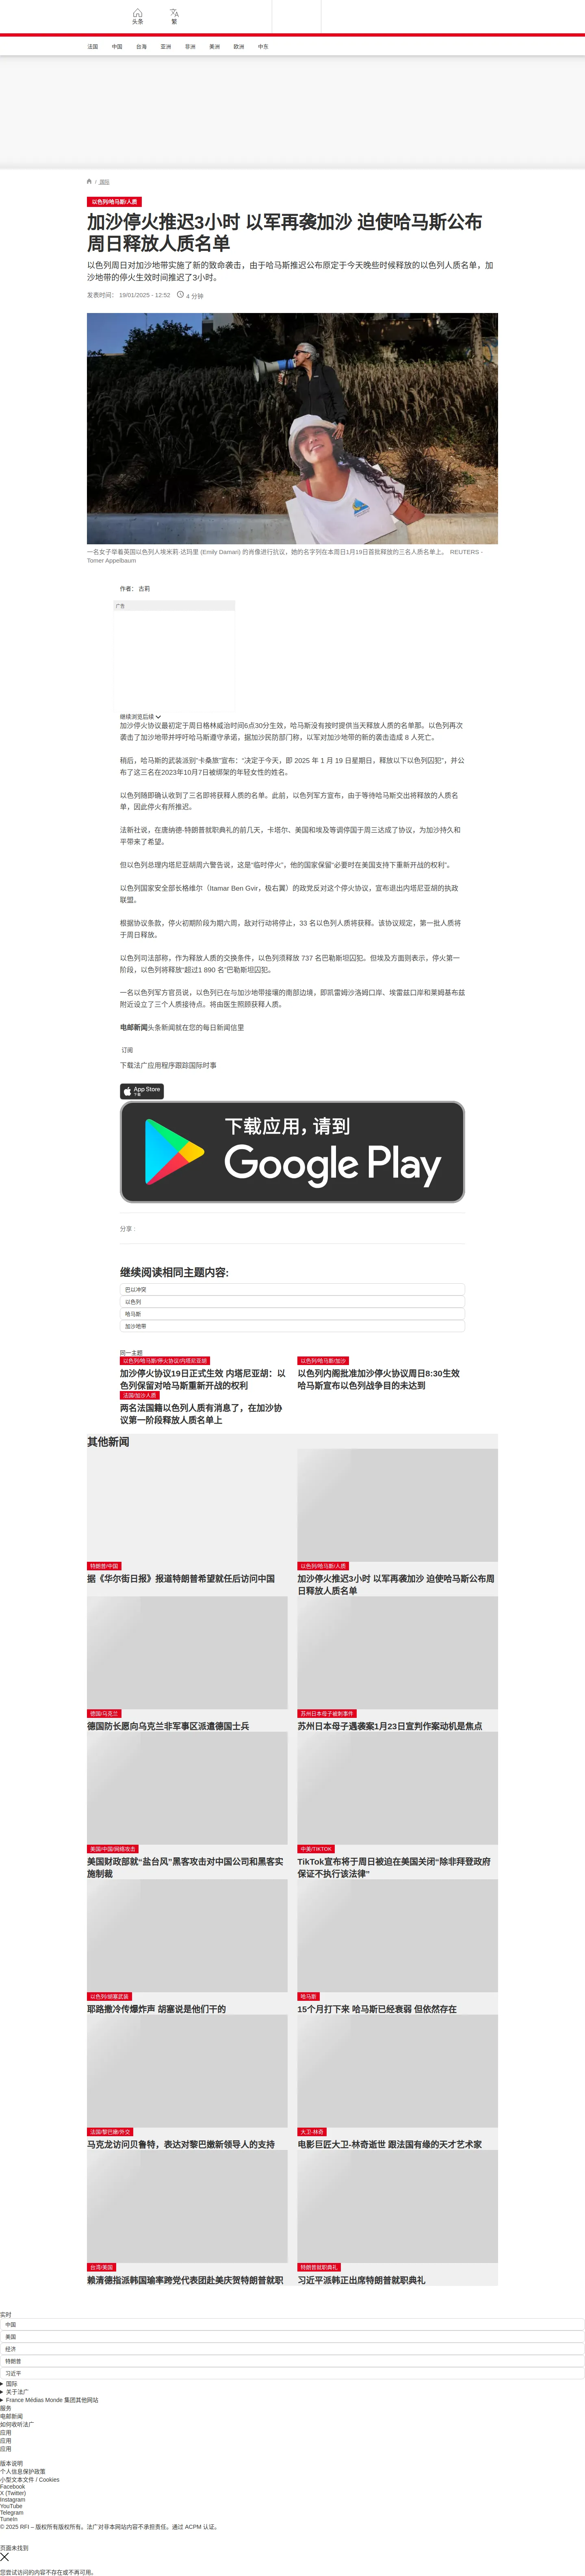 头条
繁
法国
中国
台海
亚洲
非洲
美洲
欧洲
中东
/ 国际
以色列/哈马斯/人质
加沙停火推迟3小时 以军再袭加沙 迫使哈马斯公布
周日释放人质名单
以色列周日对加沙地带实施了新的致命袭击，由于哈马斯推迟公布原定于今天晚些时候释放的以色列人质名单，加
沙地带的停火生效时间推迟了3小时。
发表时间： 19/01/2025 - 12:52
4 分钟
一名女子举着英国以色列人埃米莉·达玛里 (Emily Damari) 的肖像进行抗议，她的名字列在本周日1月19日首批释放的三名人质名单上。 REUTERS -
Tomer Appelbaum
作者： 古莉
广告
继续浏览后续
加沙停火协议最初定于周日格林威治时间6点30分生效，哈马斯没有按时提供当天释放人质的名单那。以色列再次
袭击了加沙地带并呼吁哈马斯遵守承诺，据加沙民防部门称，以军对加沙地带的新的袭击造成 8 人死亡。
稍后，哈马斯的武装派别“卡桑旅”宣布：“决定于今天，即 2025 年 1 月 19 日星期日，释放以下以色列囚犯”，并公
布了这三名在2023年10月7日被绑架的年轻女性的姓名。
以色列随即确认收到了三名即将获释人质的名单。此前，以色列军方宣布，由于等待哈马斯交出将释放的人质名
单，因此停火有所推迟。
法新社说，在唐纳德-特朗普就职典礼的前几天，卡塔尔、美国和埃及等调停国于周三达成了协议，为加沙持久和
平带来了希望。
但以色列总理内塔尼亚胡周六警告说，这是“临时停火”，他的国家保留“必要时在美国支持下重新开战的权利”。
以色列国家安全部长格维尔（Itamar Ben Gvir，极右翼）的政党反对这个停火协议，宣布退出内塔尼亚胡的执政
联盟。
根据协议条款，停火初期阶段为期六周，敌对行动将停止，33 名以色列人质将获释。该协议规定，第一批人质将
于周日释放。
以色列司法部称，作为释放人质的交换条件，以色列须释放 737 名巴勒斯坦囚犯。但埃及方面则表示，停火第一
阶段，以色列将释放“超过1 890 名”巴勒斯坦囚犯。
一名以色列军方官员说，以色列已在与加沙地带接壤的南部边境，即凯雷姆沙洛姆口岸、埃雷兹口岸和莱姆基布兹
附近设立了三个人质接待点。将由医生照顾获释人质。
电邮新闻头条新闻就在您的每日新闻信里
订阅
下载法广应用程序跟踪国际时事
App Store
下载
下载应用，请到
Google Play
分享 :
继续阅读相同主题内容:
巴以冲突
以色列
哈马斯
加沙地带
同一主题
以色列/哈马斯/停火协议/内塔尼亚胡
加沙停火协议19日正式生效 内塔尼亚胡：以
色列保留对哈马斯重新开战的权利
以色列/哈马斯/加沙
以色列内阁批准加沙停火协议周日8:30生效
哈马斯宣布以色列战争目的未达到
法国/加沙人质
两名法国籍以色列人质有消息了，在加沙协
议第一阶段释放人质名单上
其他新闻
特朗普/中国
据《华尔街日报》报道特朗普希望就任后访问中国
以色列/哈马斯/人质
加沙停火推迟3小时 以军再袭加沙 迫使哈马斯公布周
日释放人质名单
德国/乌克兰
德国防长愿向乌克兰非军事区派遣德国士兵
苏州日本母子被刺事件
苏州日本母子遇袭案1月23日宣判作案动机是焦点
美国/中国/网络攻击
美国财政部就“盐台风”黑客攻击对中国公司和黑客实
施制裁
中美/TIKTOK
TikTok宣布将于周日被迫在美国关闭“除非拜登政府
保证不执行该法律”
以色列/胡塞武装
耶路撒冷传爆炸声 胡塞说是他们干的
哈马斯
15个月打下来 哈马斯已经衰弱 但依然存在
法国/黎巴嫩/外交
马克龙访问贝鲁特，表达对黎巴嫩新领导人的支持
大卫-林奇
电影巨匠大卫-林奇逝世 跟法国有缘的天才艺术家
台湾/美国
赖清德指派韩国瑜率跨党代表团赴美庆贺特朗普就职
特朗普就职典礼
习近平派韩正出席特朗普就职典礼
实时
中国
美国
经济
特朗普
习近平
国际
关于法广
France Médias Monde 集团其他网站
服务
电邮新闻
如何收听法广
应用
应用
应用
版本说明
个人信息保护政策
小型文本文件 / Cookies
Facebook
X (Twitter)
Instagram
YouTube
Telegram
TuneIn
© 2025 RFI – 版权所有版权所有。法广对非本网站内容不承担责任。通过 ACPM 认证。
页面未找到
您尝试访问的内容不存在或不再可用。